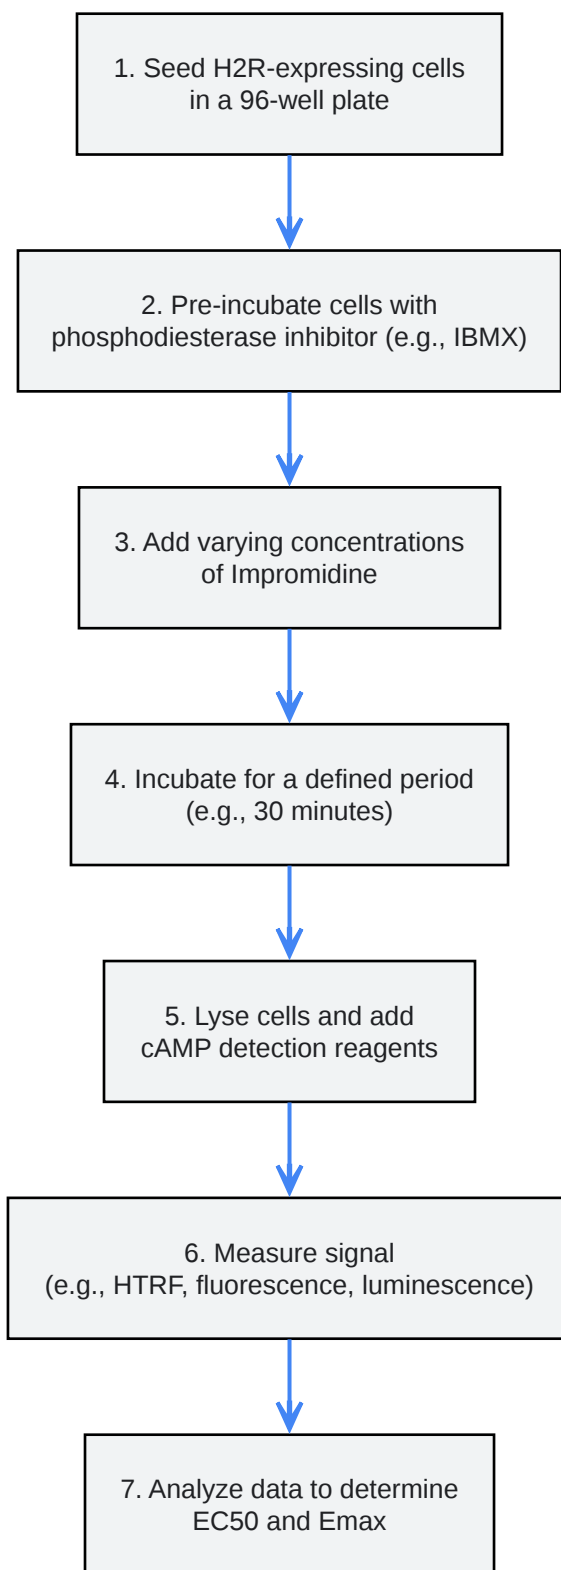 1. Seed H2R-expressing cells
in a 96-well plate
2. Pre-incubate cells with
phosphodiesterase inhibitor (e.g., IBMX)
3. Add varying concentrations
of Impromidine
4. Incubate for a defined period
(e.g., 30 minutes)
5. Lyse cells and add
cAMP detection reagents
6. Measure signal
(e.g., HTRF, fluorescence, luminescence)
7. Analyze data to determine
EC50 and Emax